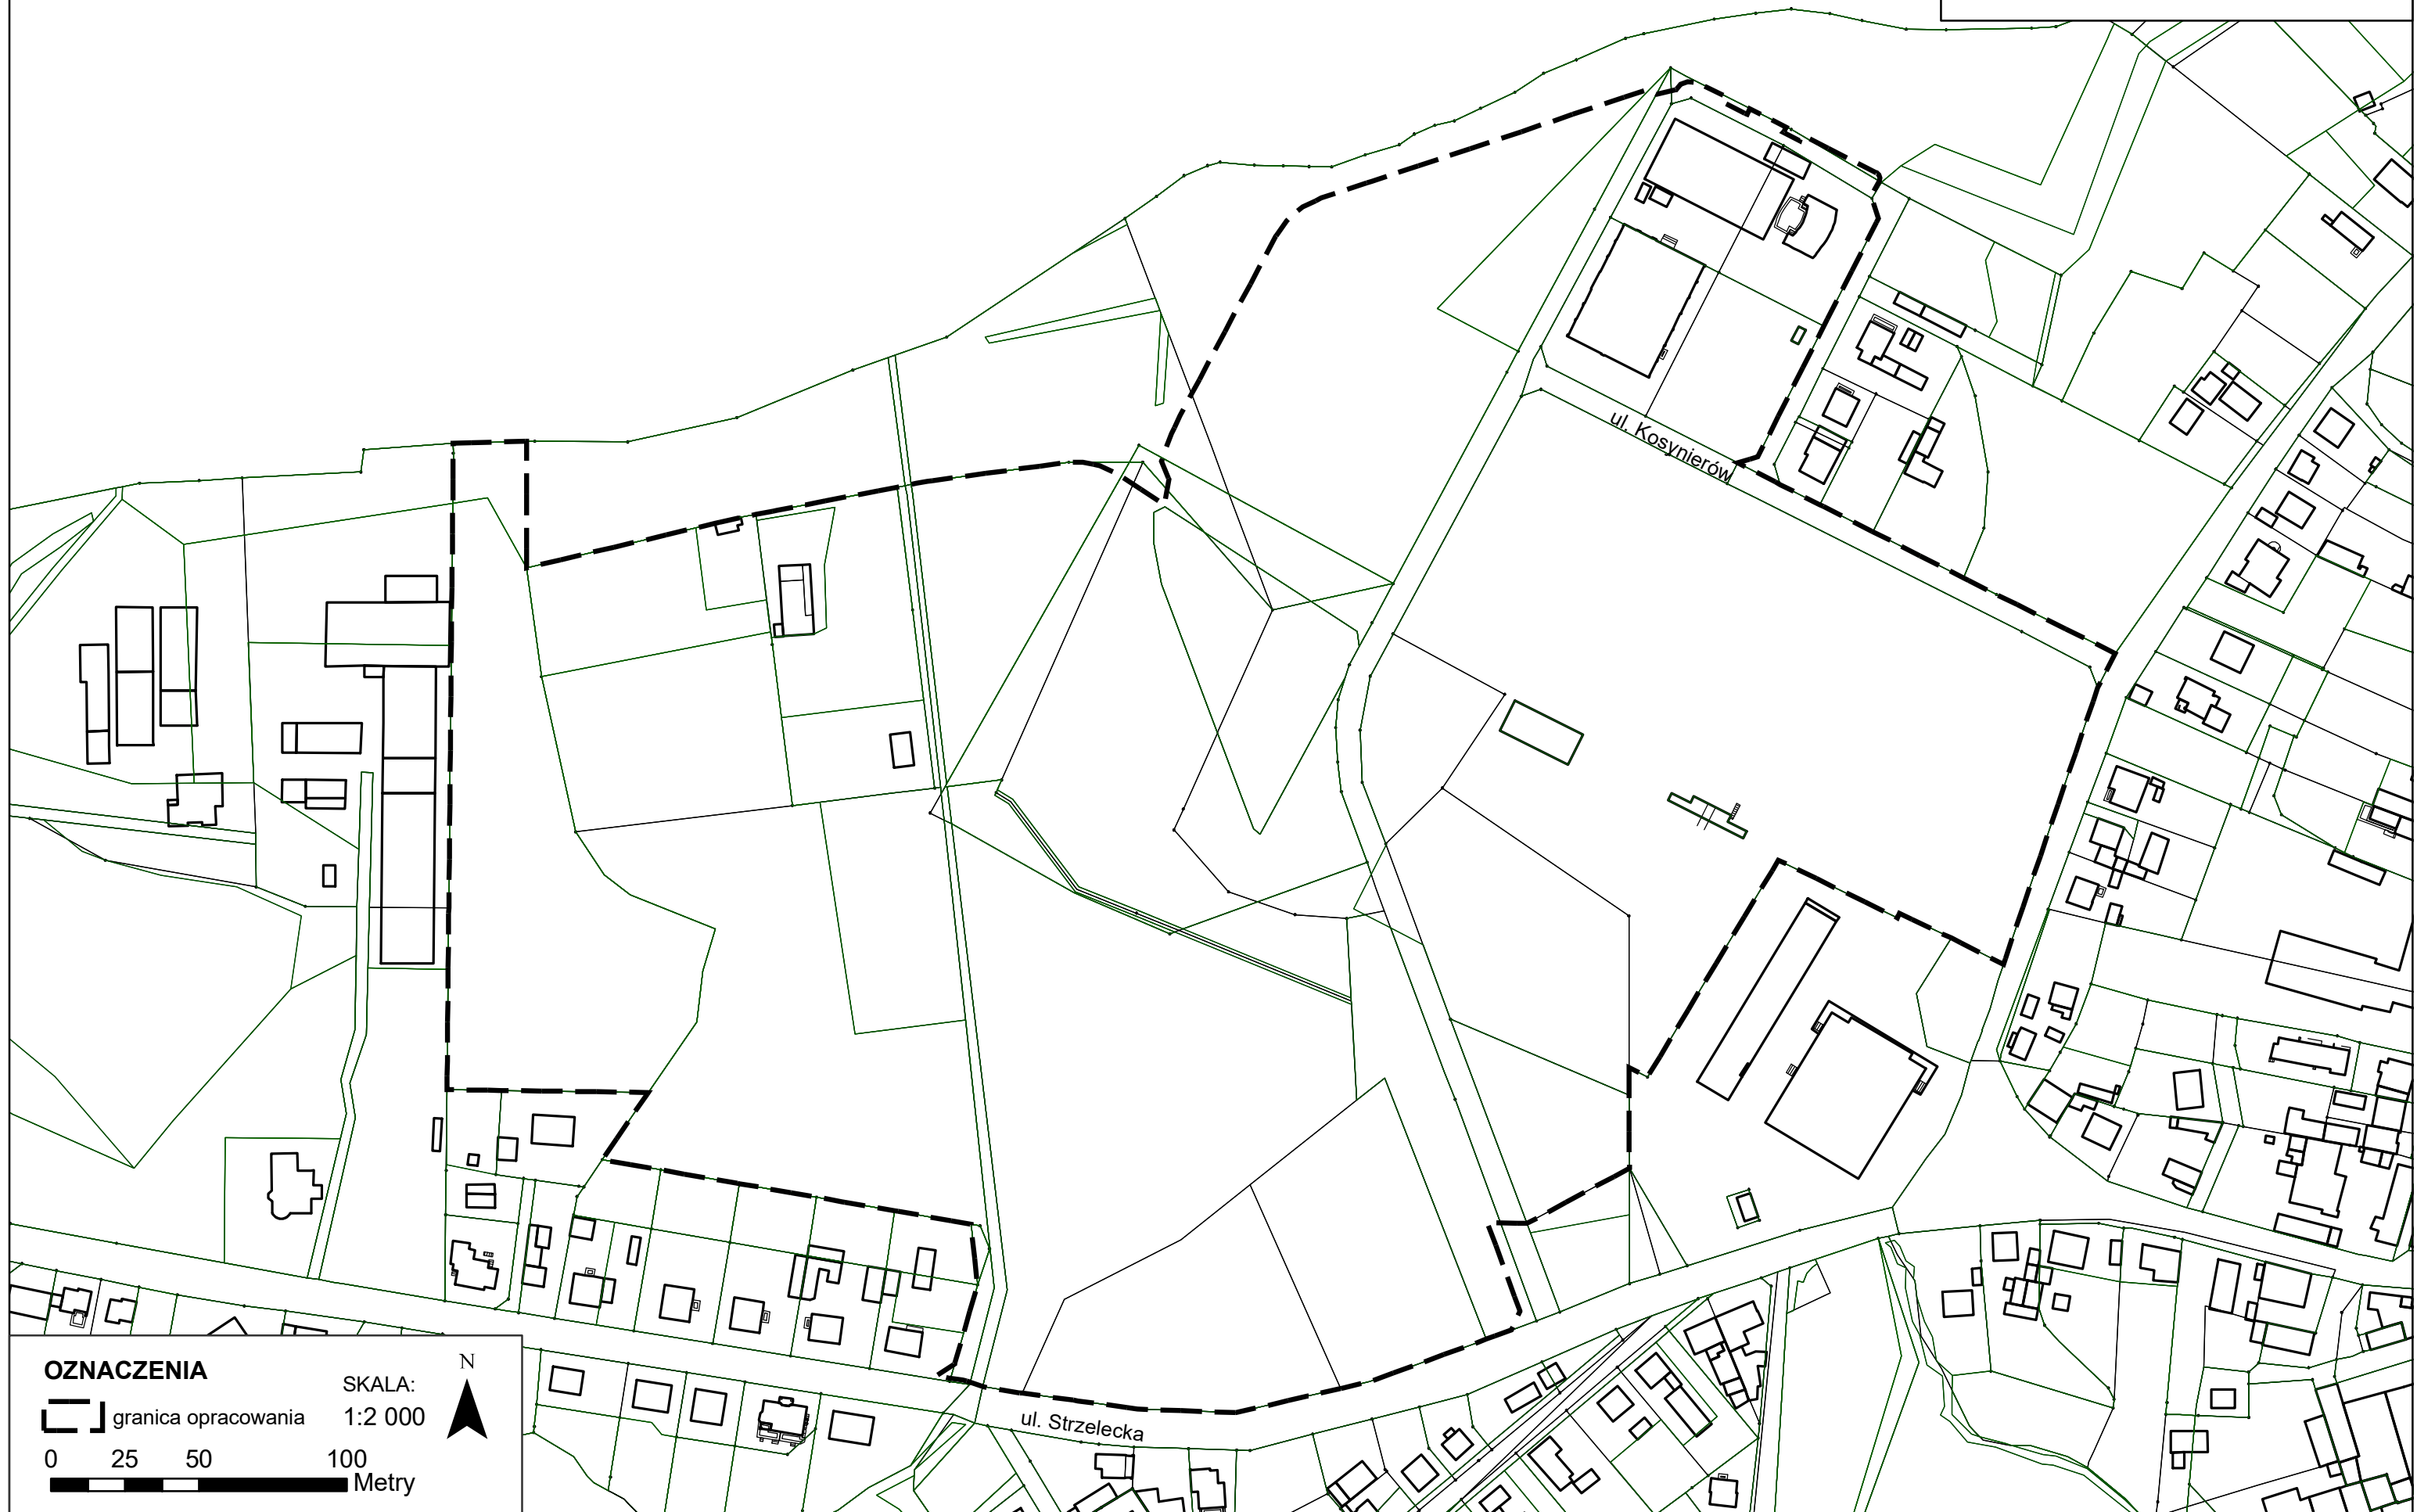 ul. Kosynierów
ul. Strzelecka
OZNACZENIA
granica opracowania
SKALA:
1:2 000
N
0 25 50 100
Metry